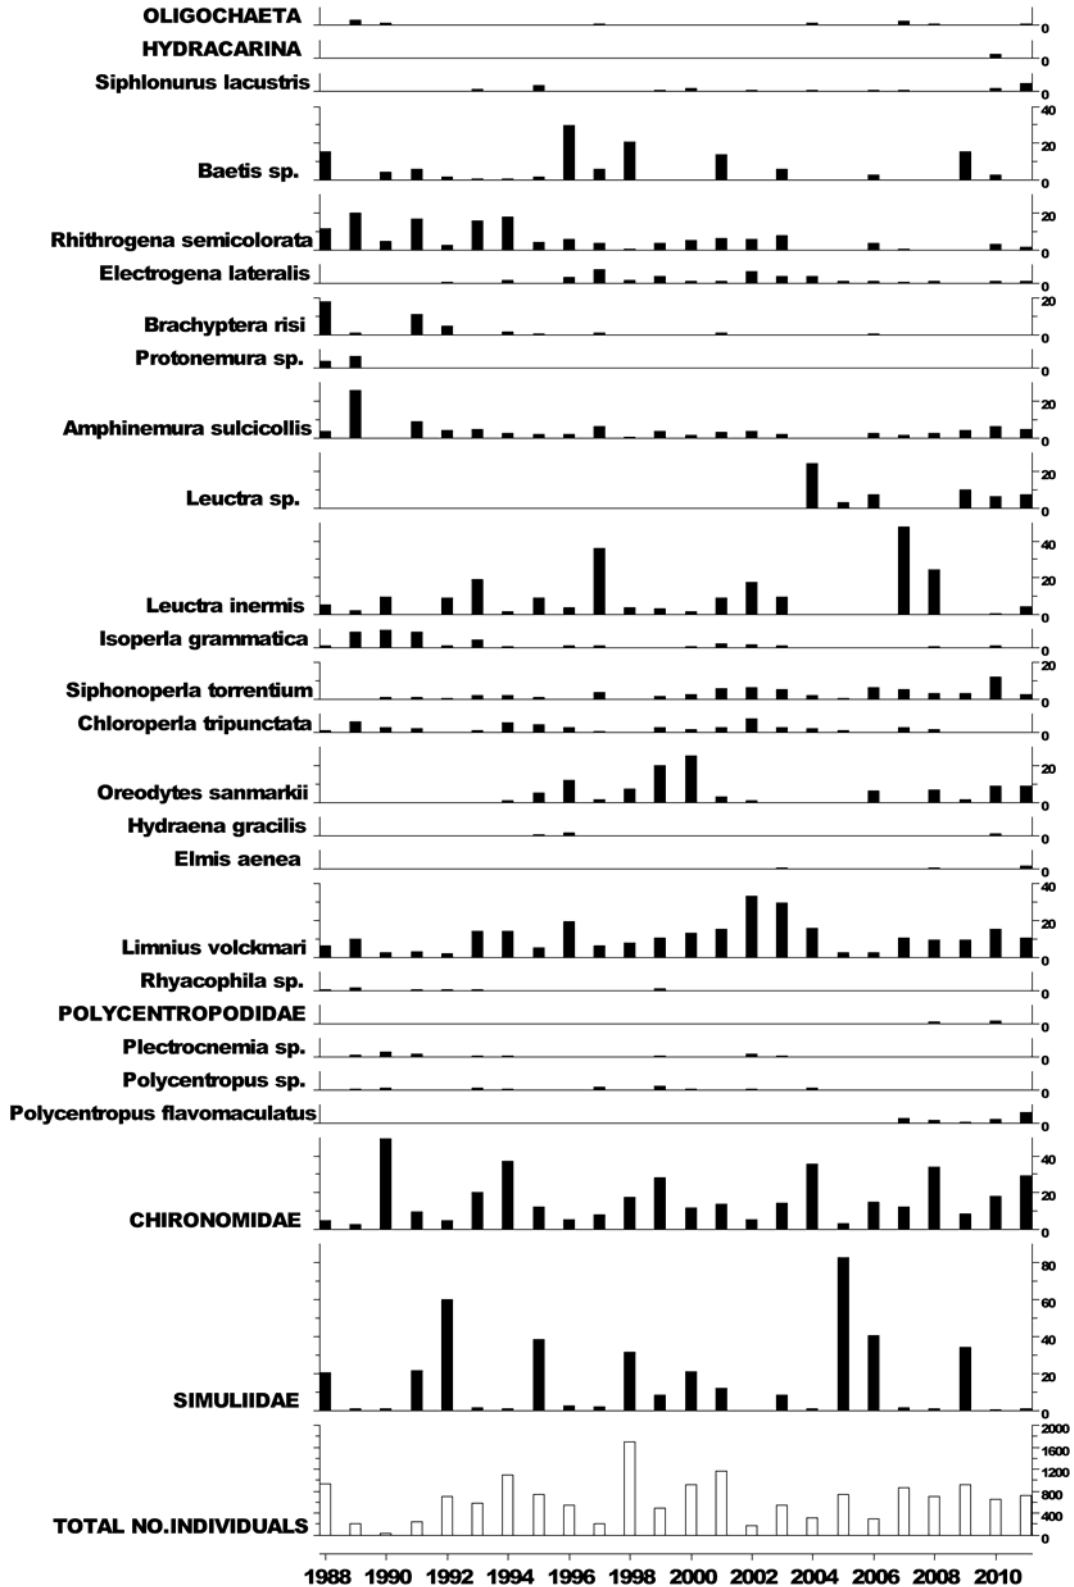 OLIGOCHAETA
0
HYDRACARINA
0
Siphlonurus lacustris
0
40
20
Baetis sp.
0
20
Rhithrogena semicolorata
0
Electrogena lateralis
0
20
Brachyptera risi
0
Protonemura sp.
0
20
Amphinemura sulcicollis
0
20
Leuctra sp.
0
40
20
Leuctra inermis
0
Isoperla grammatica
0
20
Siphonoperla torrentium
0
Chloroperla tripunctata
0
20
Oreodytes sanmarkii
0
Hydraena gracilis
0
Elmis aenea
0
40
20
Limnius volckmari
0
Rhyacophila sp.
0
POLYCENTROPODIDAE
0
Plectrocnemia sp.
0
Polycentropus sp.
0
Polycentropus flavomaculatus
0
40
20
CHIRONOMIDAE
0
80
60
40
20
SIMULIIDAE
0
2000
1600
1200
800
400
TOTAL NO.INDIVIDUALS
0
1988 1990 1992 1994 1996 1998 2000 2002 2004 2006 2008 2010